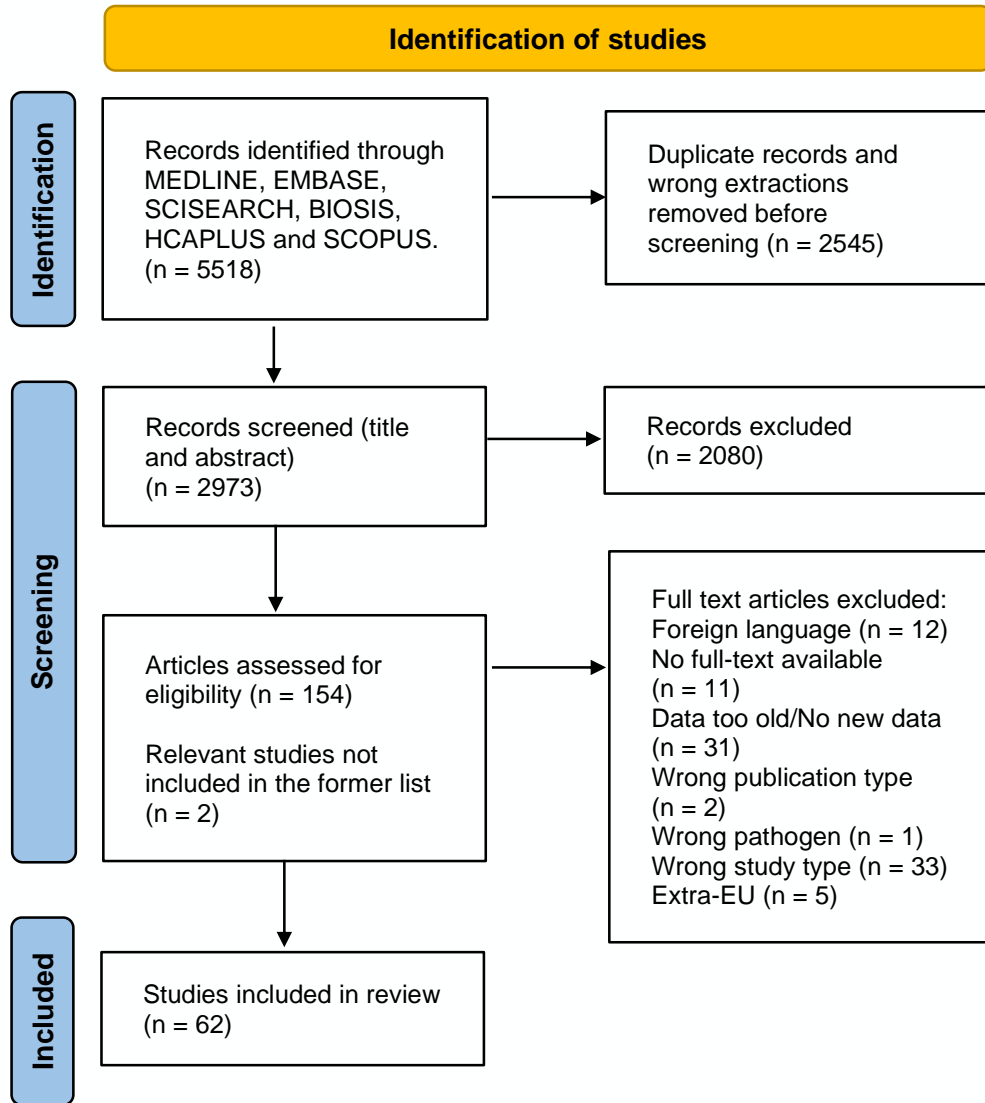 Identification of studies
Identification
Records identified through
MEDLINE, EMBASE,
SCISEARCH, BIOSIS,
HCAPLUS and SCOPUS.
(n = 5518)
Duplicate records and
wrong extractions
removed before
screening (n = 2545)
Screening
Records screened (title
and abstract)
(n = 2973)
Records excluded
(n = 2080)
Articles assessed for
eligibility (n = 154)
Relevant studies not
included in the former list
(n = 2)
Full text articles excluded:
Foreign language (n = 12)
No full-text available
(n = 11)
Data too old/No new data
(n = 31)
Wrong publication type
(n = 2)
Wrong pathogen (n = 1)
Wrong study type (n = 33)
Extra-EU (n = 5)
Included
Studies included in review
(n = 62)